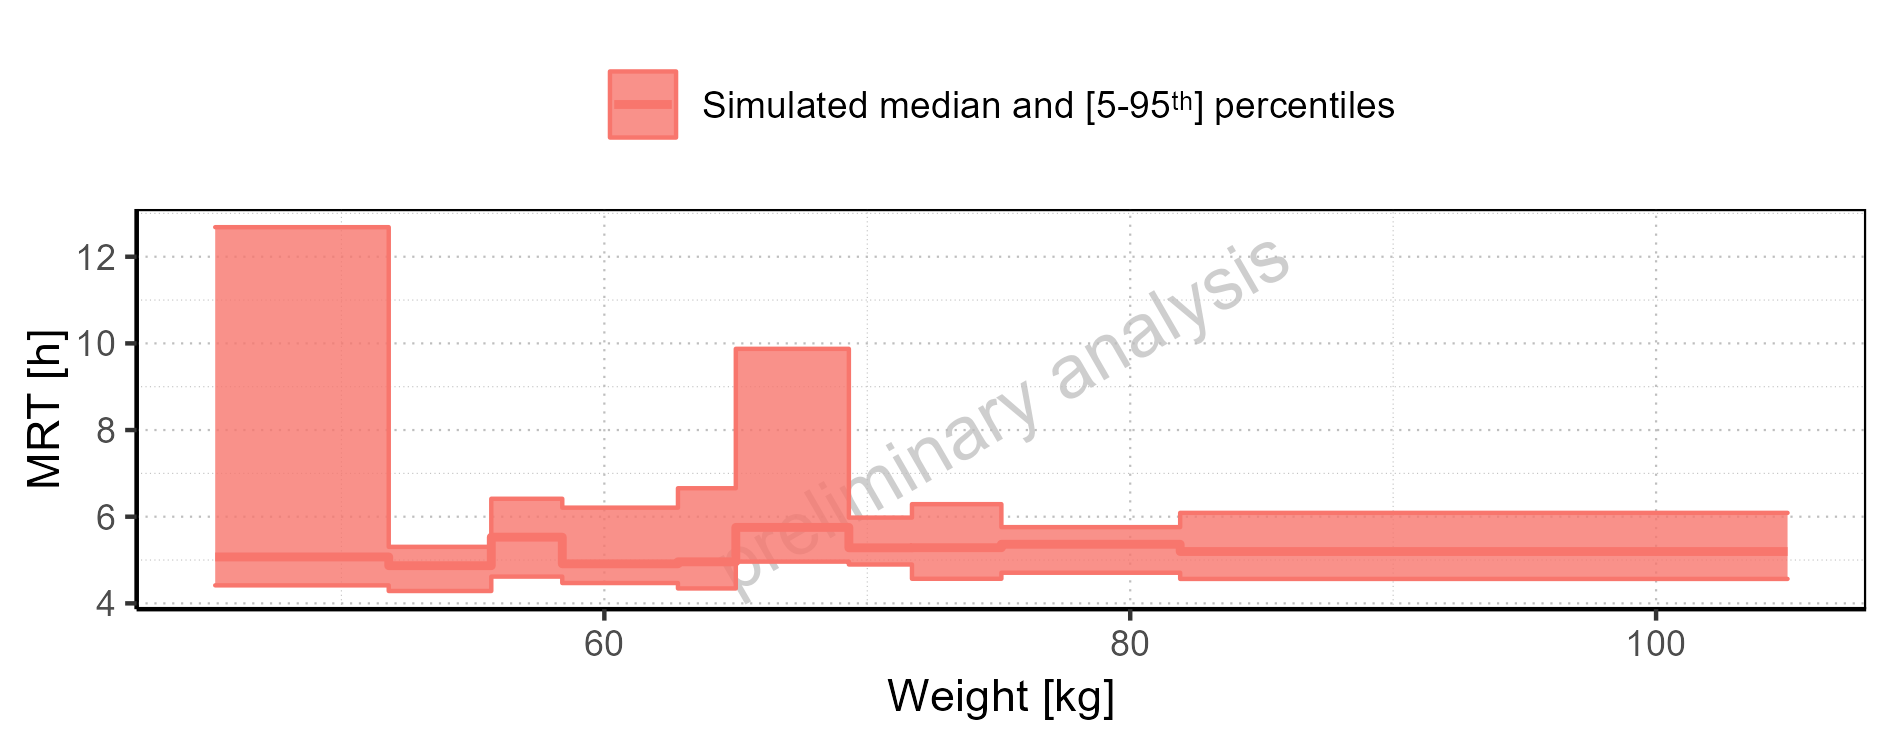 Simulated median and [5-95th] percentiles
12
10
8
6
4
MRT [h]
preliminary analysis
60 80 100
Weight [kg]